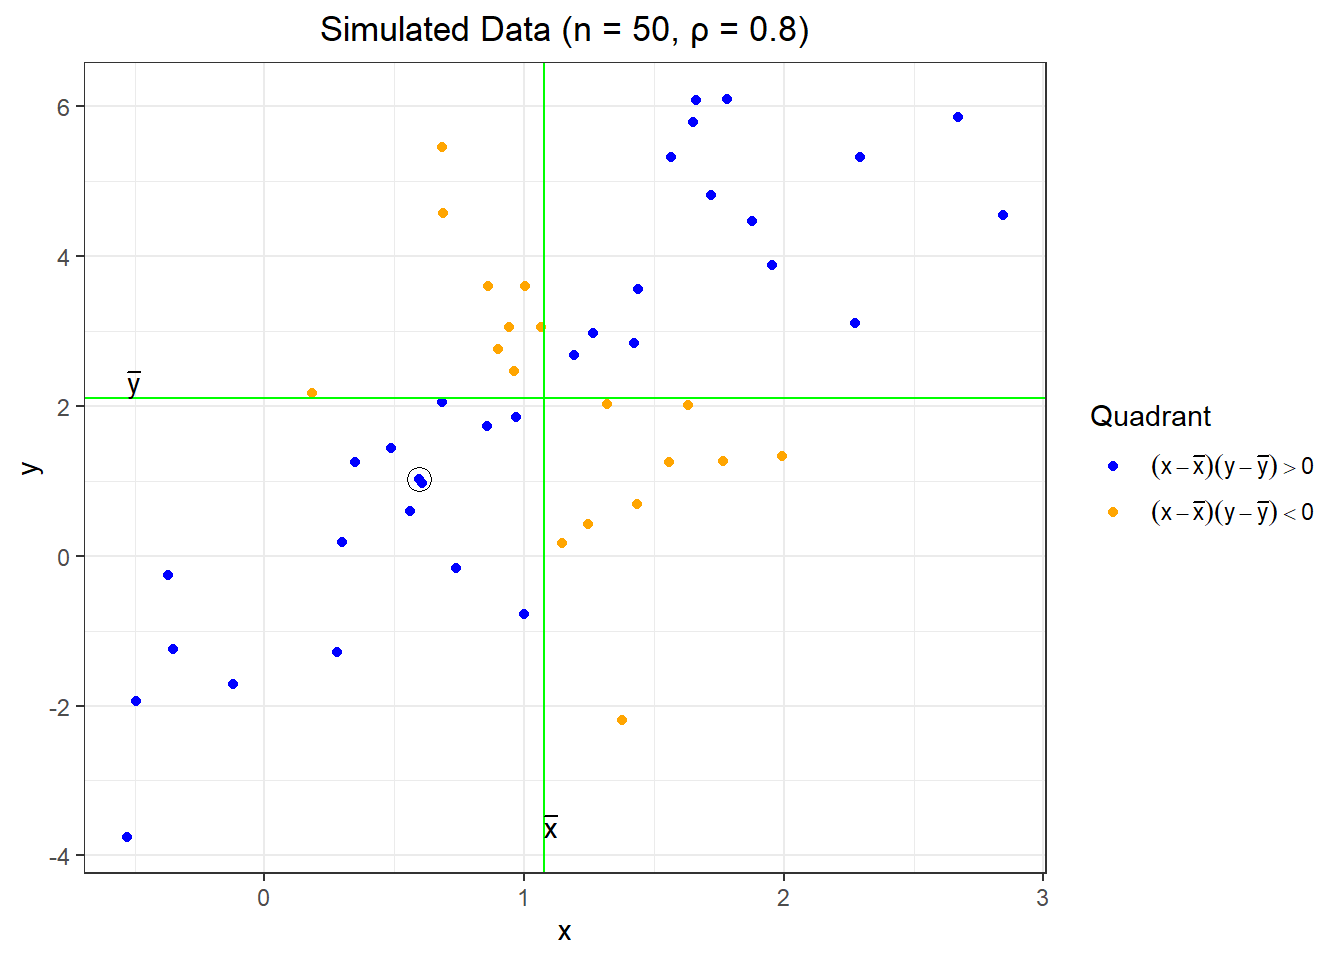 Simulated Data (n = 50, ρ = 0.8)
6
4
2
0
-2
-4
y
y̅
x̅
0
1
2
3
x
Quadrant
(x − x̅)(y − y̅) > 0
(x − x̅)(y − y̅) < 0